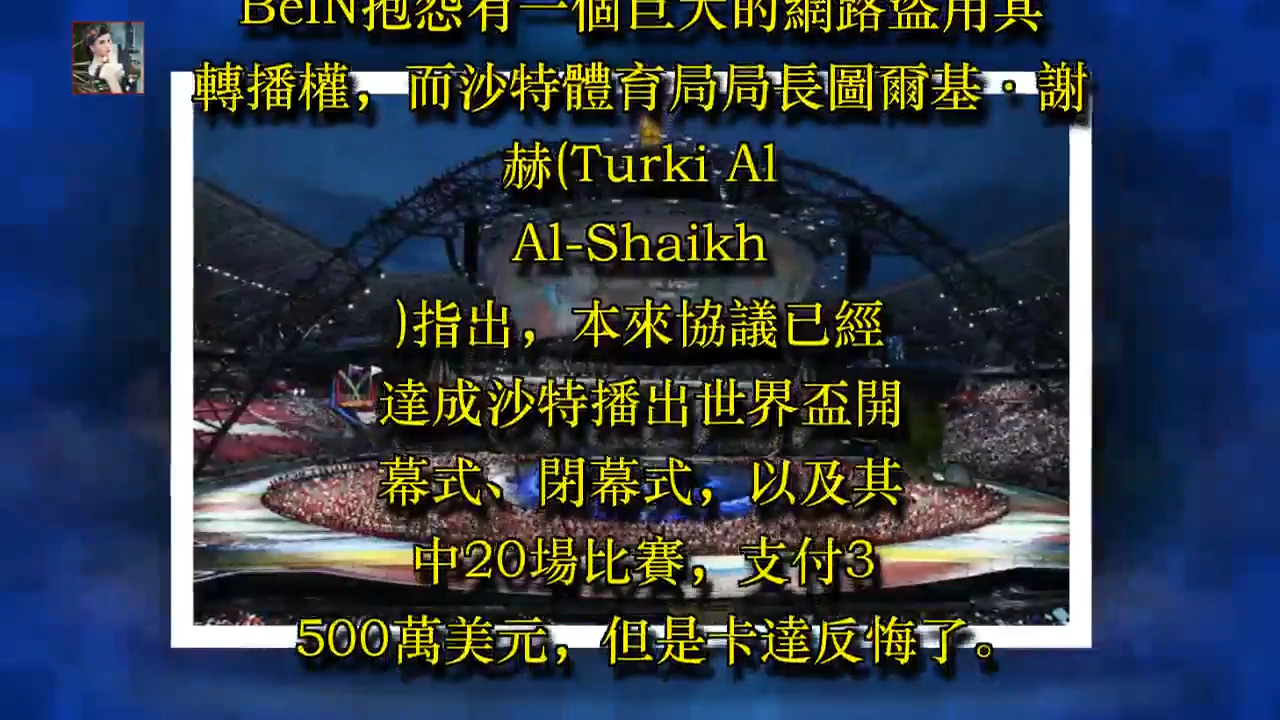 BeIN抱怨有一個巨大的網路盜用其
轉播權，而沙特體育局局長圖爾基·謝
赫(Turki Al
Al-Shaikh
)指出，本來協議已經
達成沙特播出世界盃開
幕式、閉幕式，以及其
中20場比賽，支付3
500萬美元，但是卡達反悔了。